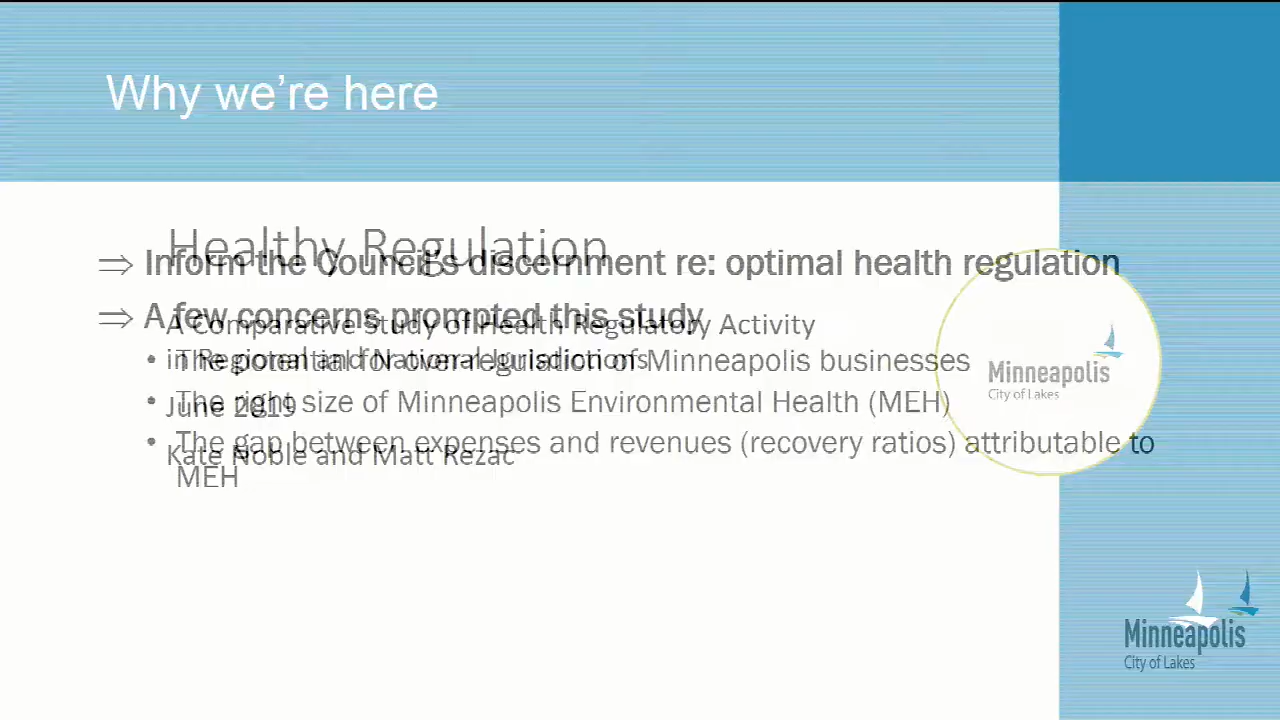 Why we're here
Healthy Regulation
⇒ Inform the Council's discernment re: optimal health regulation
⇒ A few concerns prompted this study
A Comparative Study of Health Regulatory Activity
in Regional and National Jurisdictions
• The potential for over-regulation of Minneapolis businesses
• The right size of Minneapolis Environmental Health (MEH)
June 2019
• The gap between expenses and revenues (recovery ratios) attributable to
MEH
Kate Noble and Matt Rezac
Minneapolis
City of Lakes
Minneapolis
City of Lakes